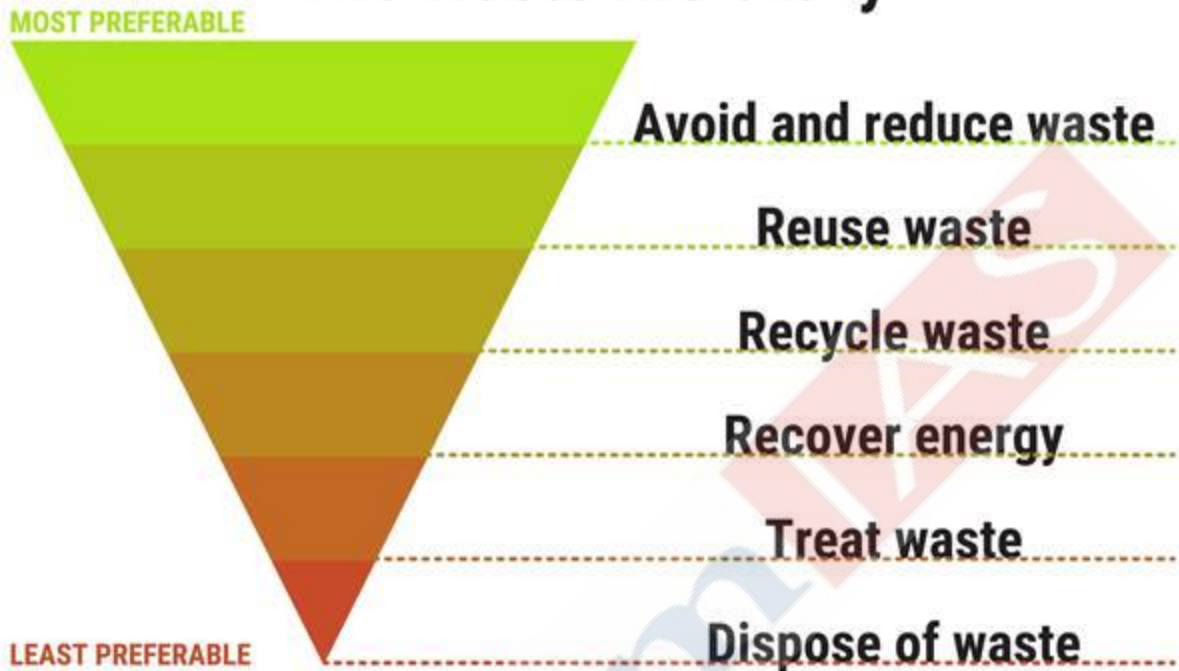 MOST PREFERABLE
Avoid and reduce waste
Reuse waste
Recycle waste
Recover energy
Treat waste
Dispose of waste
LEAST PREFERABLE
IAS